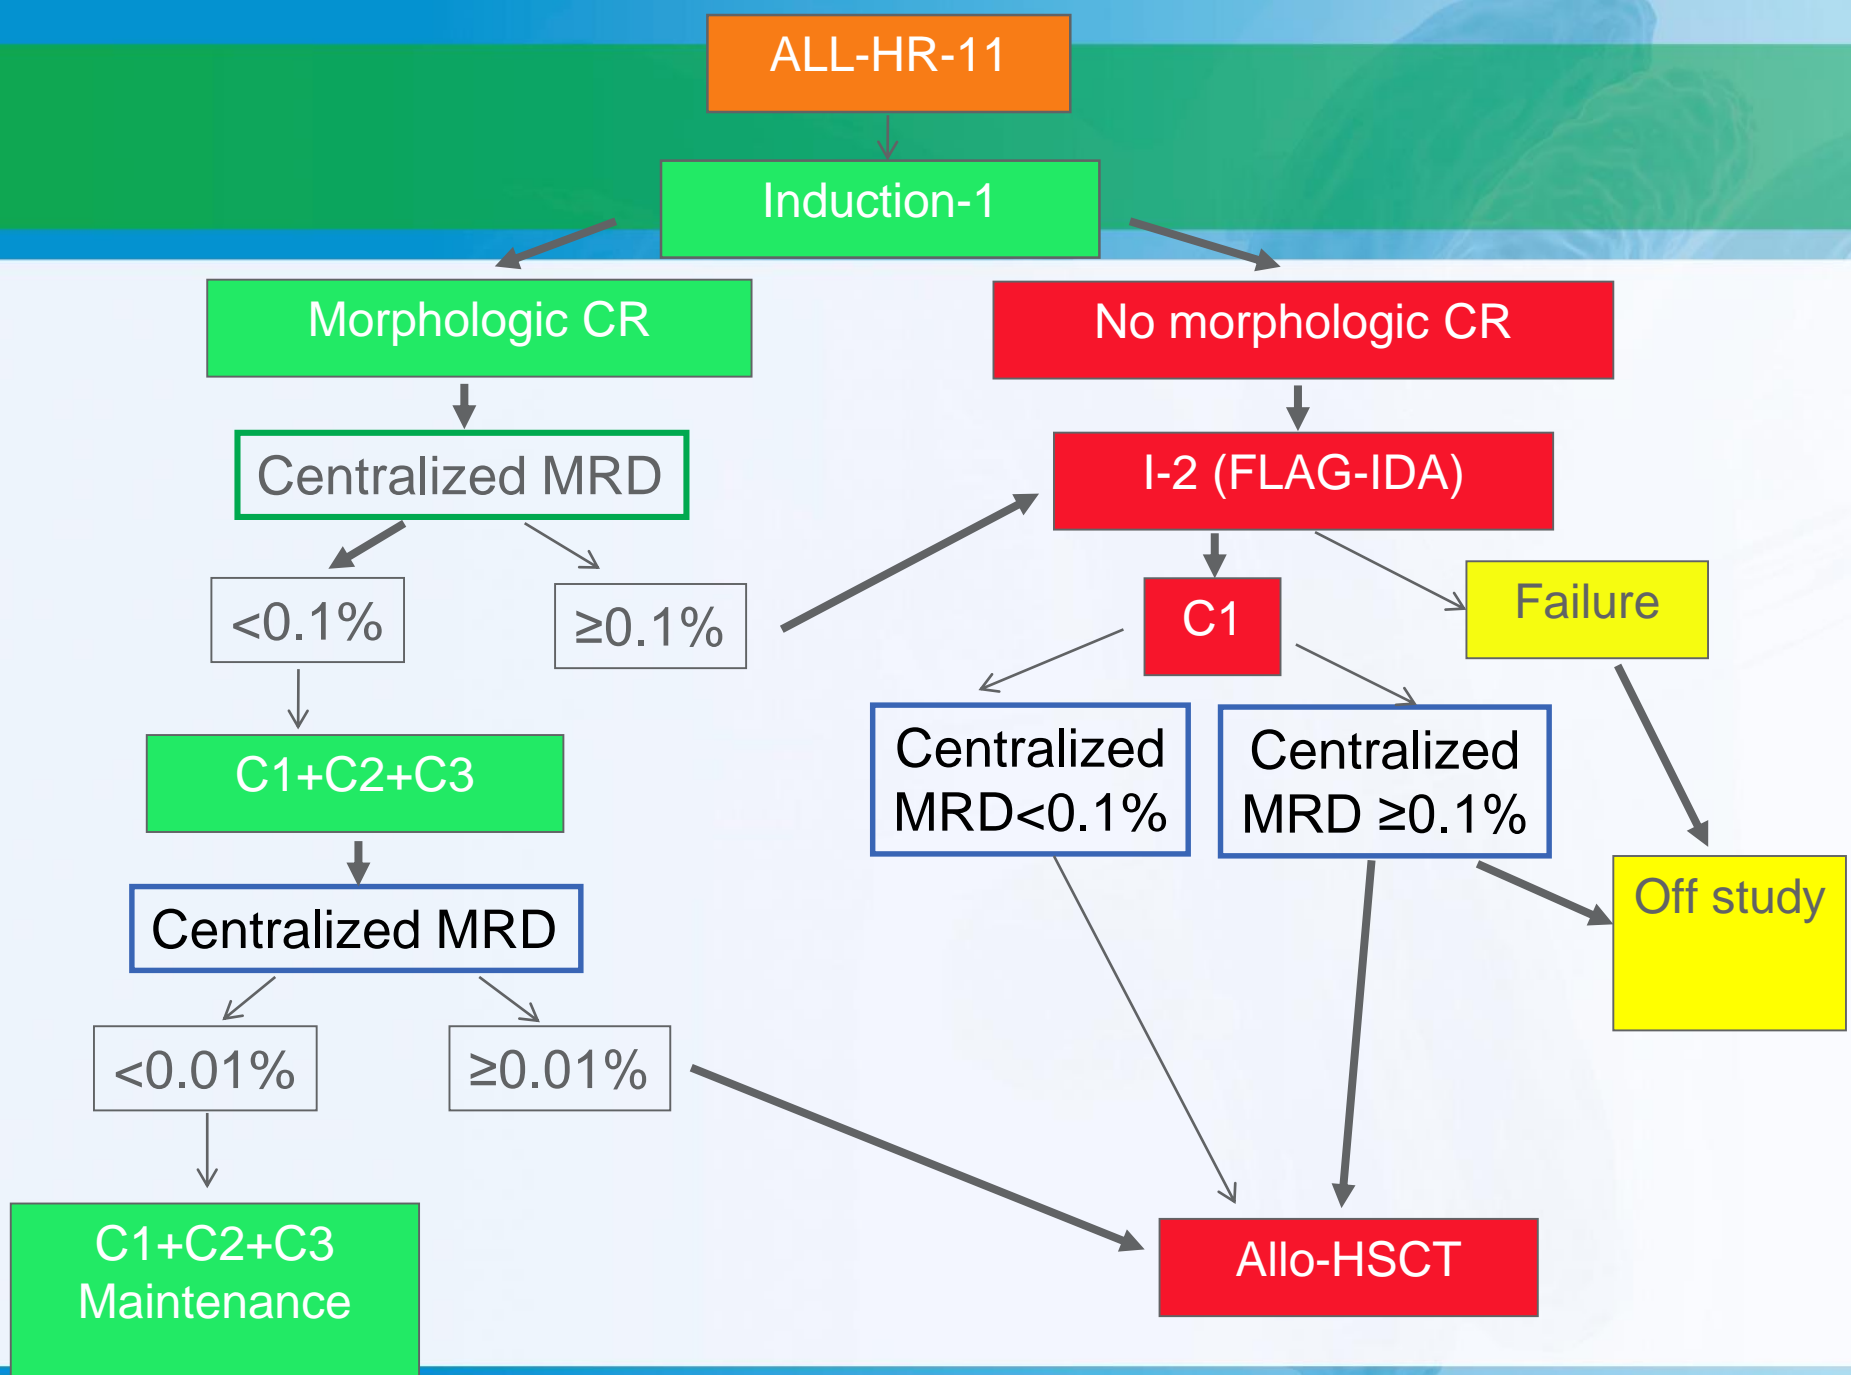 ALL-HR-11
Induction-1
Morphologic CR
No morphologic CR
Centralized MRD
I-2 (FLAG-IDA)
<0.1%
≥0.1%
C1
Failure
C1+C2+C3
Centralized
MRD<0.1%
Centralized
MRD ≥0.1%
Off study
Centralized MRD
<0.01%
≥0.01%
C1+C2+C3
Maintenance
Allo-HSCT